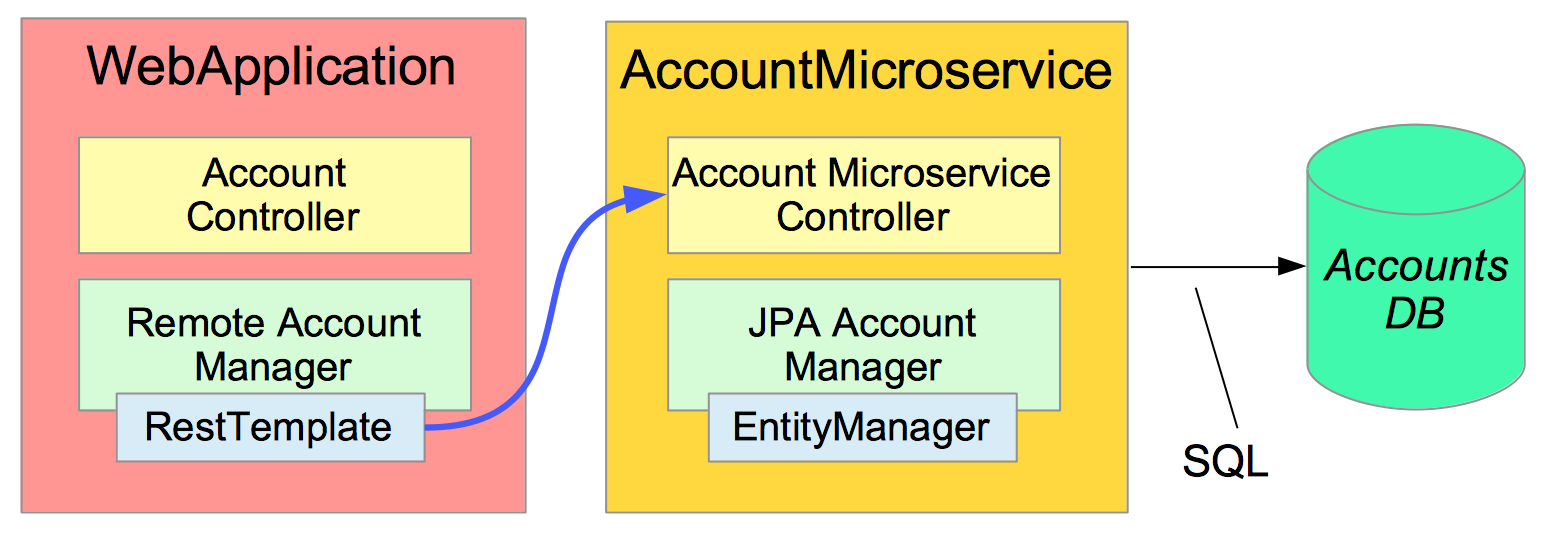 WebApplication
Account
Controller
Remote Account
Manager
RestTemplate
AccountMicroservice
Account Microservice
Controller
JPA Account
Manager
EntityManager
SQL
Accounts
DB